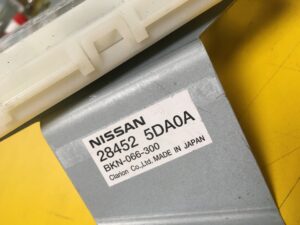 NISSAN
28452 5DA0A
BKN-066-300
Clarion Co.,Ltd. MADE IN JAPAN